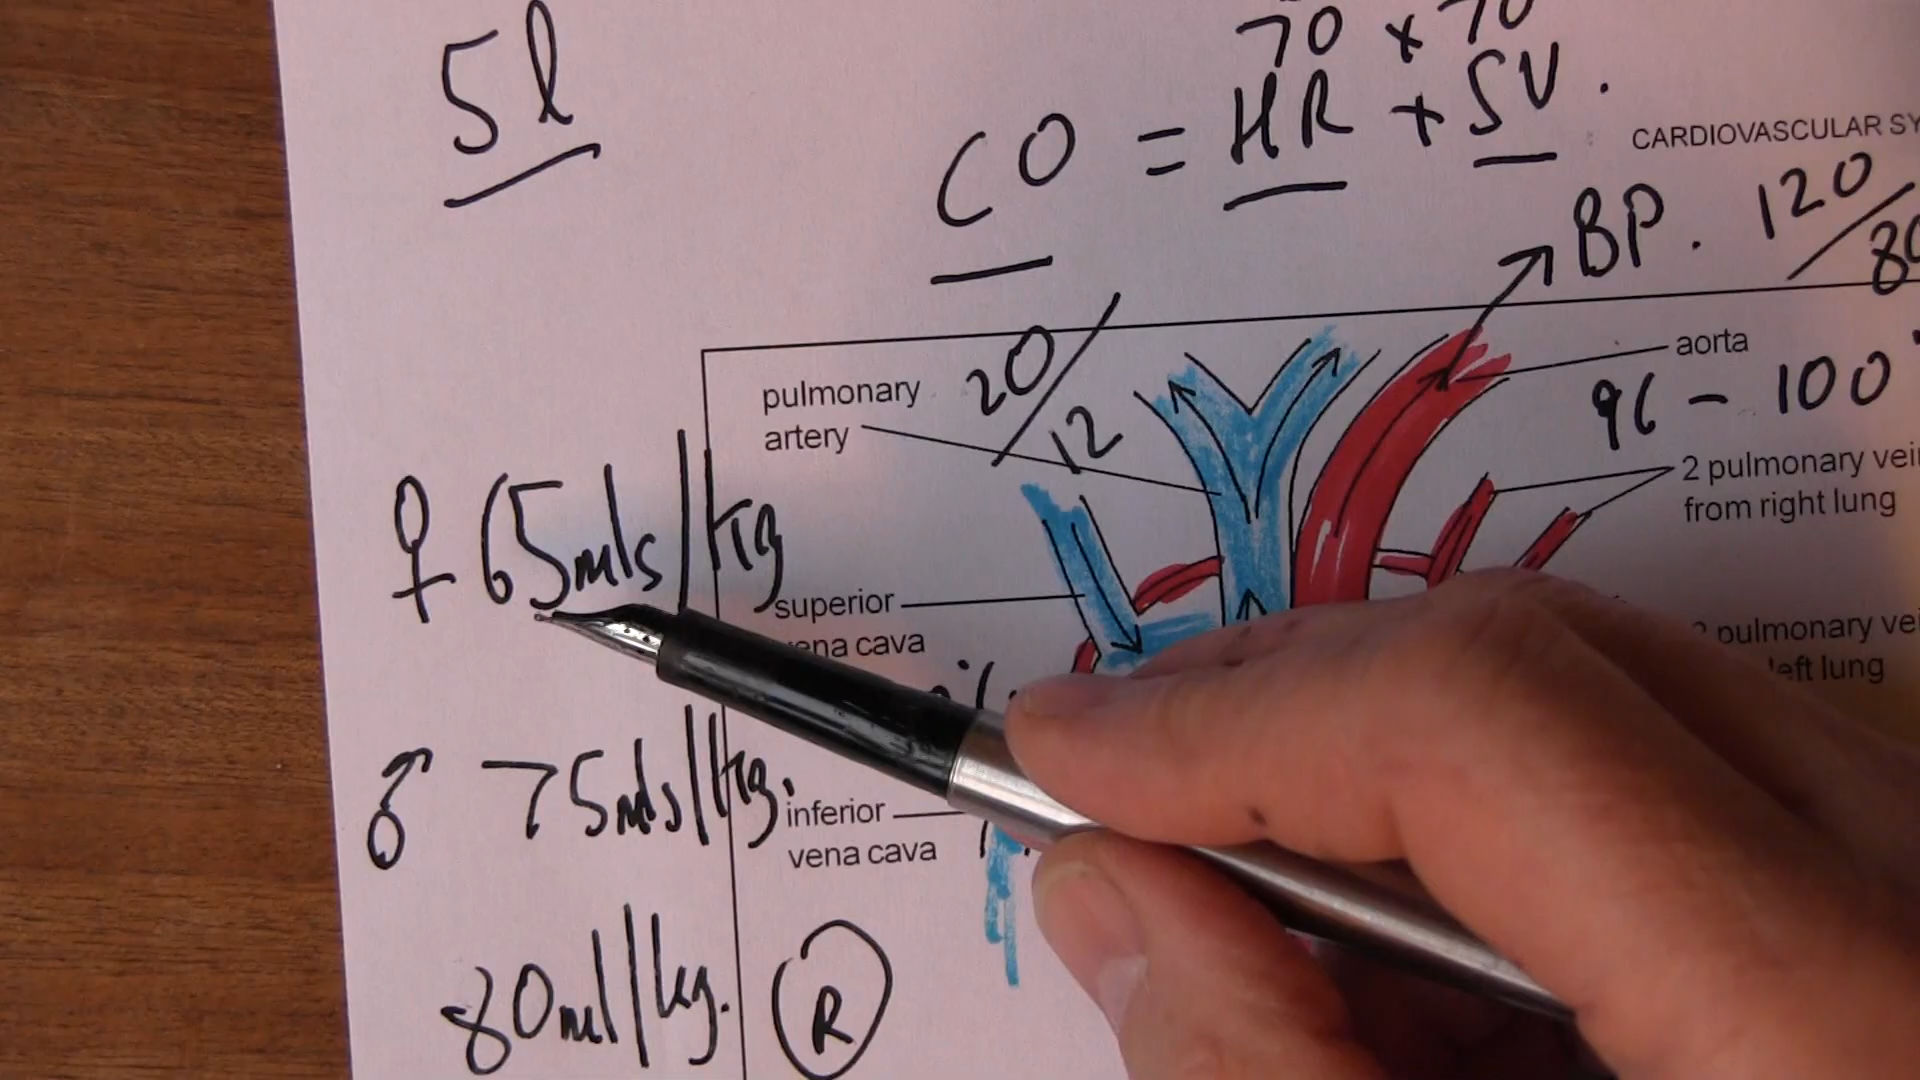 5l
70 x 70
CO = HR x SV.
CARDIOVASCULAR SY
BP. 120/80
pulmonary
artery
20/12
aorta
96 - 100
2 pulmonary vei
from right lung
♀ 65mls/kg
superior
vena cava
2 pulmonary ve
left lung
♂ 75mls/kg.
inferior
vena cava
80ml/kg.
R